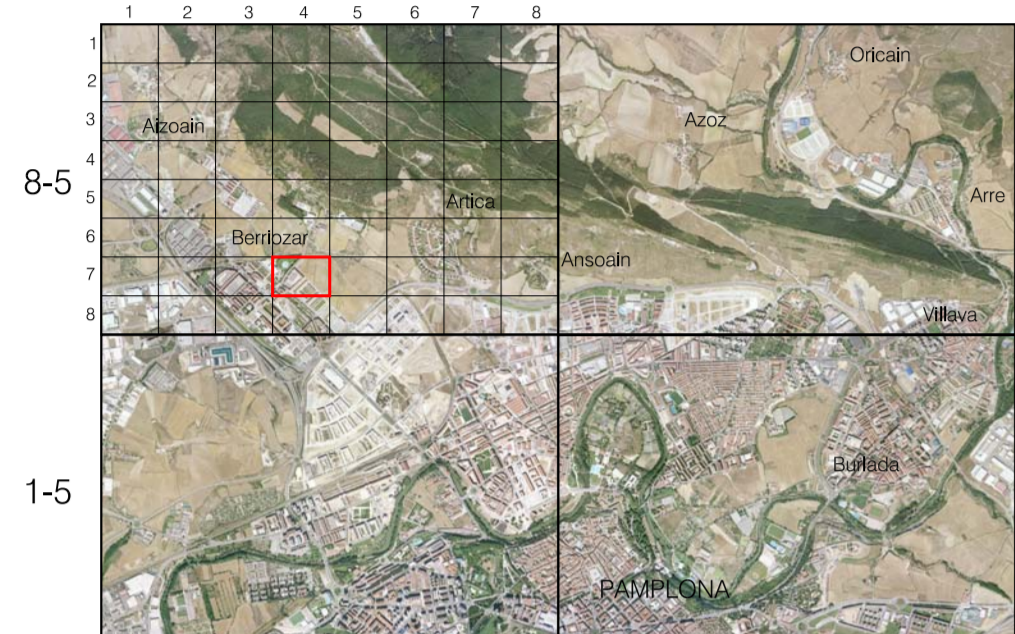 1 2 3 4 5 6 7 8
1
2
3
4
5
6
7
8
8-5
1-5
Oricain
Azoz
Aizoain
Artica
Arre
Berriozar
Ansoain
Villava
Burlada
PAMPLONA